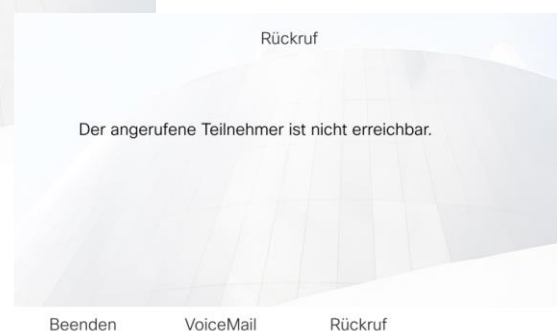 Rückruf
Der angerufene Teilnehmer ist nicht erreichbar.
Beenden VoiceMail Rückruf